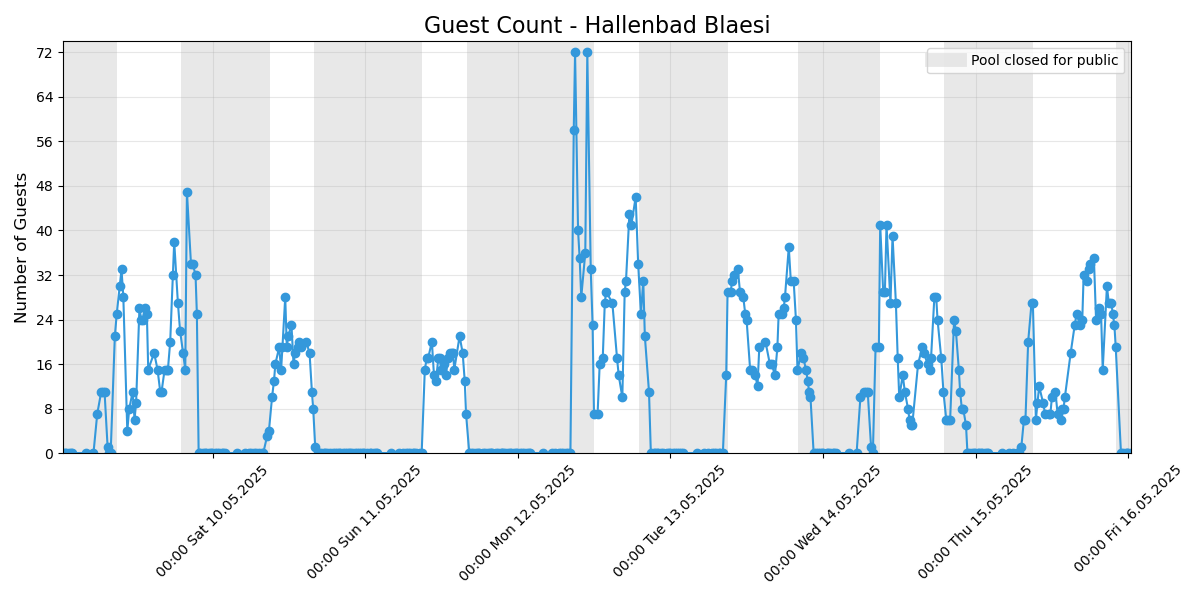 Guest Count - Hallenbad Blaesi
Pool closed for public
Number of Guests
72
64
56
48
40
32
24
16
8
0
00:00 Sat 10.05.2025
00:00 Sun 11.05.2025
00:00 Mon 12.05.2025
00:00 Tue 13.05.2025
00:00 Wed 14.05.2025
00:00 Thu 15.05.2025
00:00 Fri 16.05.2025